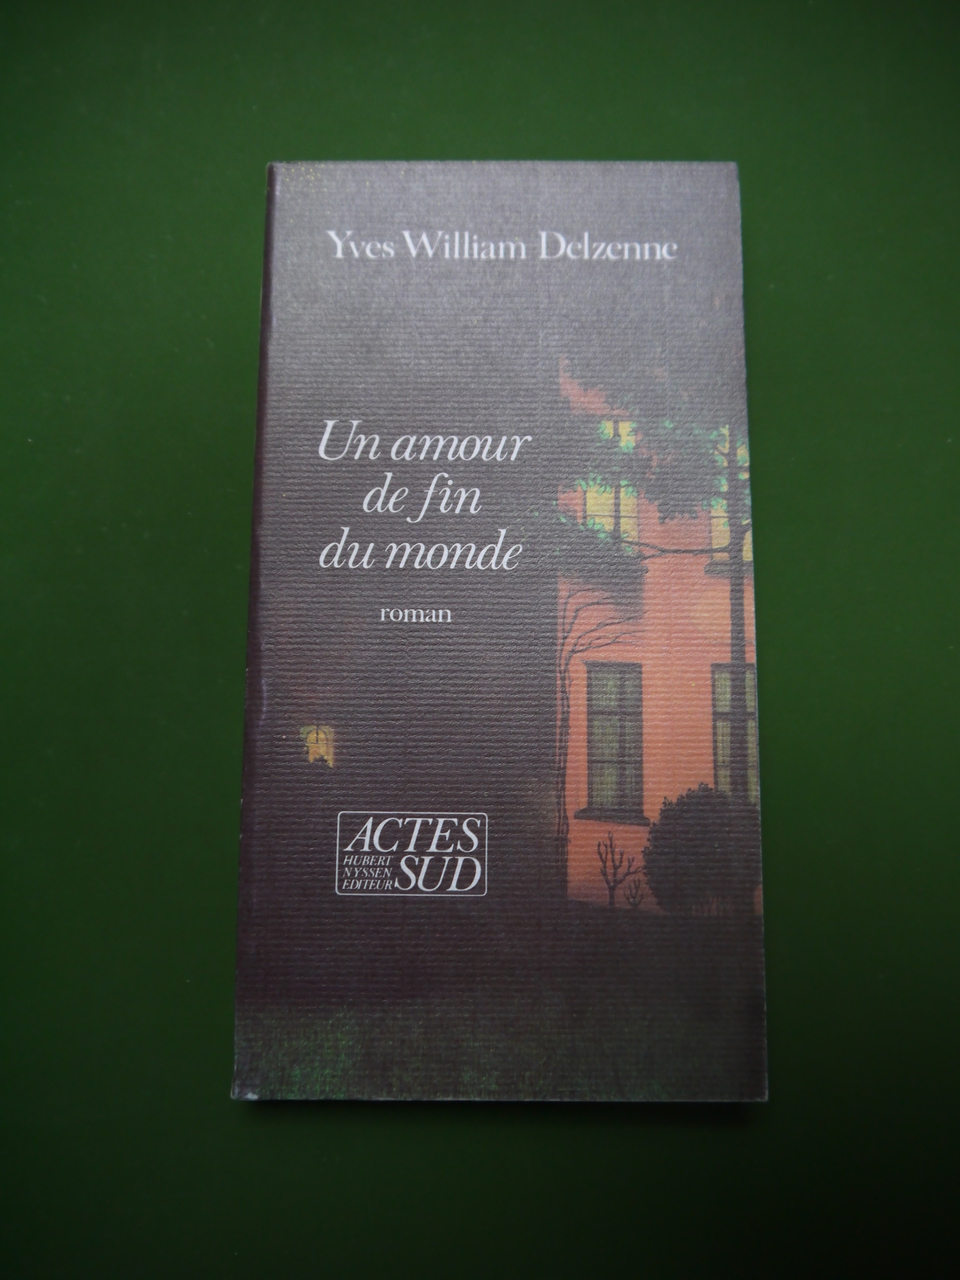 Yves William Delzenne
Un amour
de fin
du monde
roman
ACTES
HUBERT
NYSSEN
EDITEUR
SUD